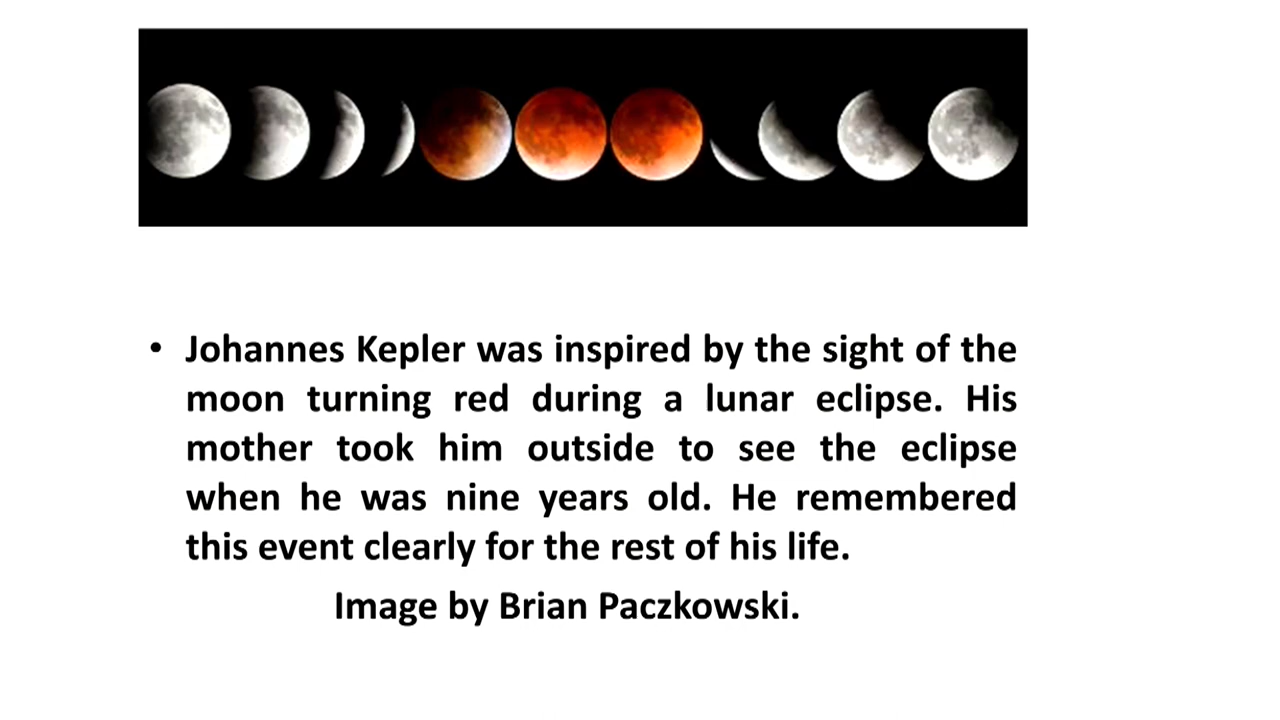 • Johannes Kepler was inspired by the sight of the
moon turning red during a lunar eclipse. His
mother took him outside to see the eclipse
when he was nine years old. He remembered
this event clearly for the rest of his life.
Image by Brian Paczkowski.